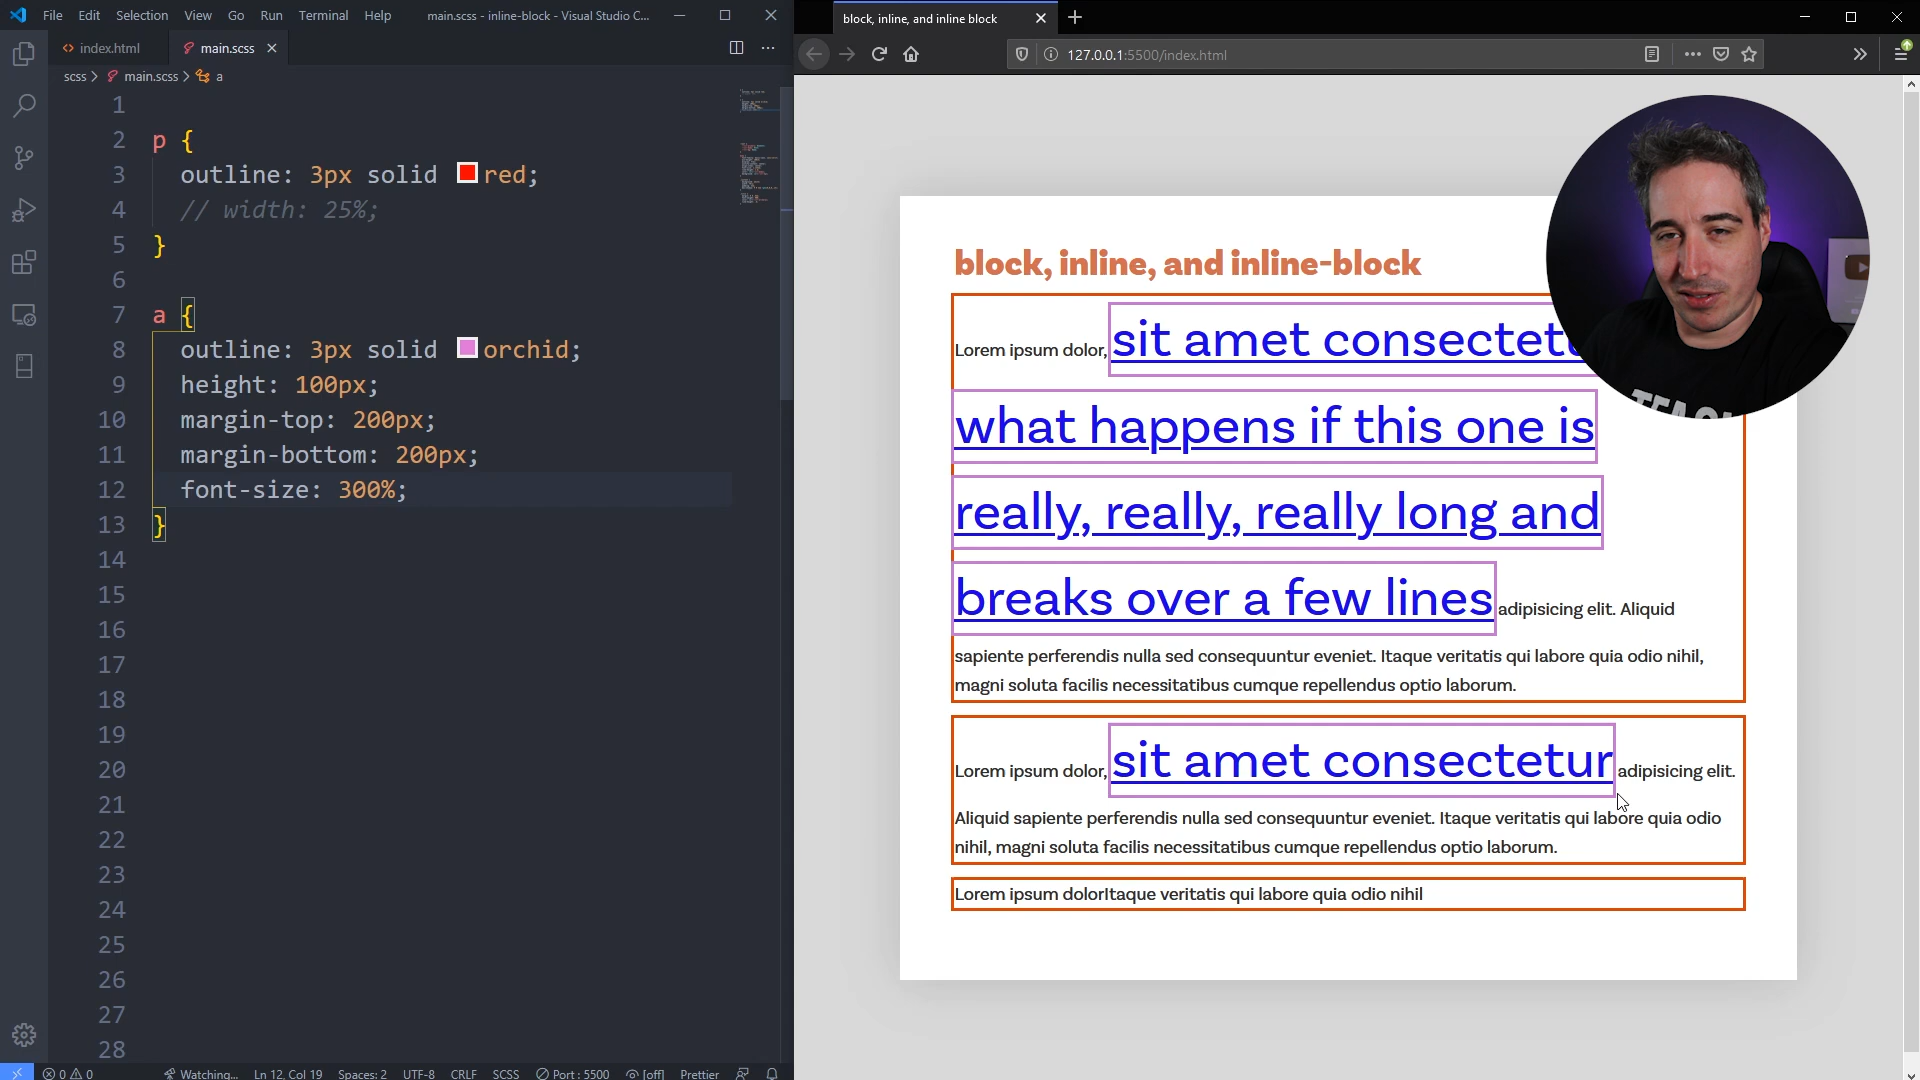 File Edit Selection View Go Run Terminal Help main.scss - inline-block - Visual Studio C...
index.html main.scss
scss > main.scss > a
1
2 p {
3 outline: 3px solid red;
4 // width: 25%;
5 }
6
7 a {
8 outline: 3px solid orchid;
9 height: 100px;
10 margin-top: 200px;
11 margin-bottom: 200px;
12 font-size: 300%;
13 }
14
15
16
17
18
19
20
21
22
23
24
25
26
27
28
0 0 Watching... Ln 12, Col 19 Spaces: 2 UTF-8 CRLF SCSS Port : 5500 [off] Prettier
block, inline, and inline block
127.0.0.1:5500/index.html
block, inline, and inline-block
Lorem ipsum dolor, sit amet consectet
what happens if this one is
really, really, really long and
breaks over a few lines adipisicing elit. Aliquid
sapiente perferendis nulla sed consequuntur eveniet. Itaque veritatis qui labore quia odio nihil,
magni soluta facilis necessitatibus cumque repellendus optio laborum.
Lorem ipsum dolor, sit amet consectetur adipisicing elit.
Aliquid sapiente perferendis nulla sed consequuntur eveniet. Itaque veritatis qui labore quia odio
nihil, magni soluta facilis necessitatibus cumque repellendus optio laborum.
Lorem ipsum dolorItaque veritatis qui labore quia odio nihil